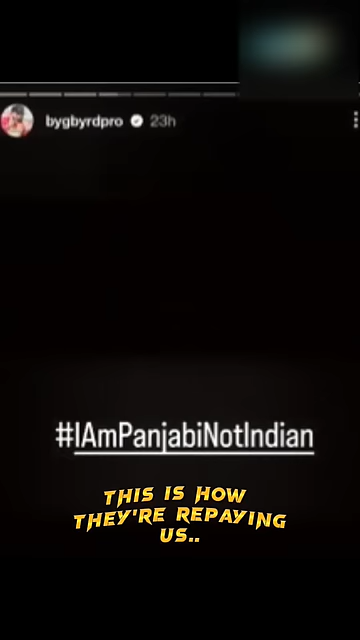 bygbyrdpro 23h
#IAmPanjabiNotIndian
THIS IS HOW
THEY'RE REPAYING
US..